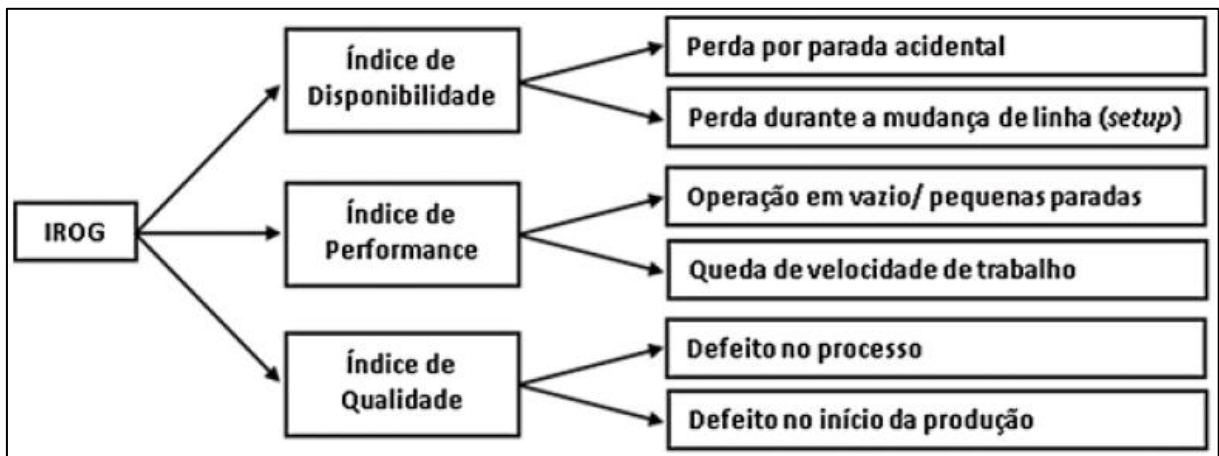 IROG
Índice de
Disponibilidade
Perda por parada acidental
Perda durante a mudança de linha (setup)
Índice de
Performance
Operação em vazio/ pequenas paradas
Queda de velocidade de trabalho
Índice de
Qualidade
Defeito no processo
Defeito no início da produção